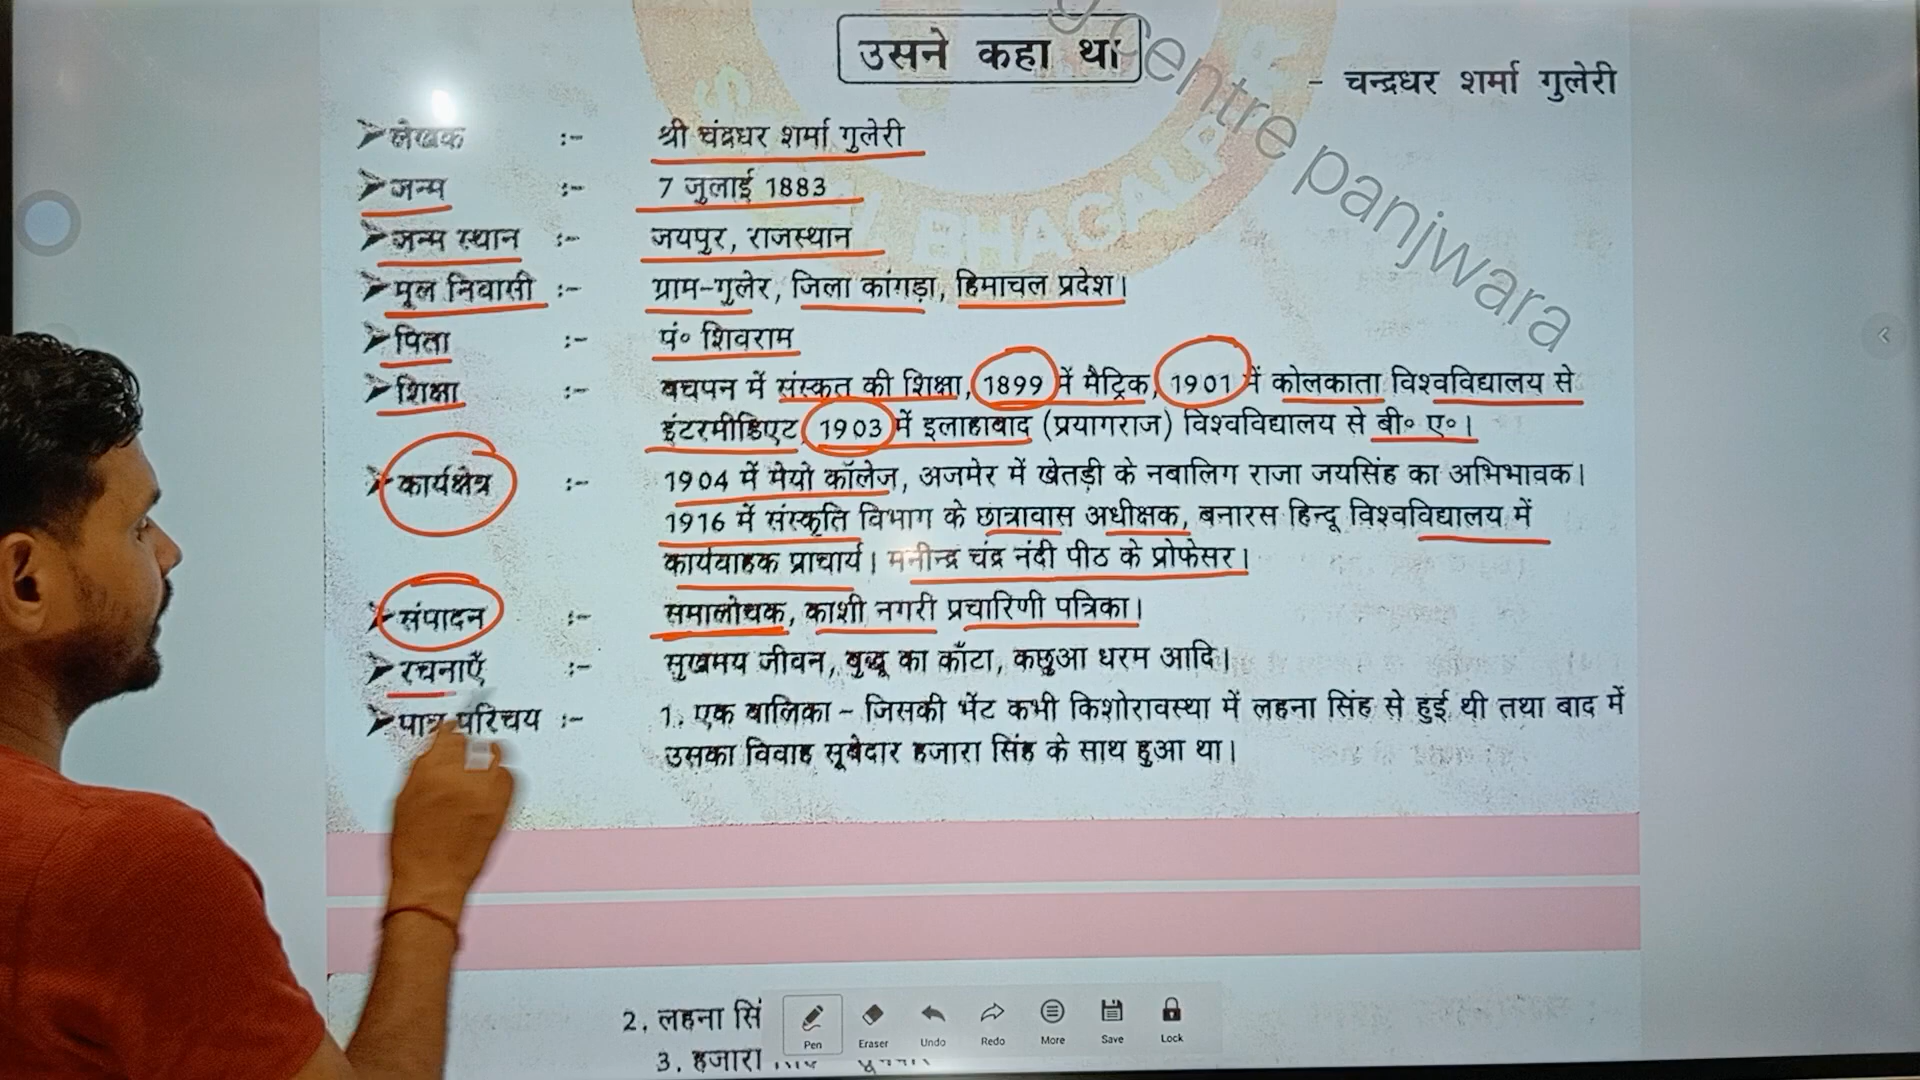 उसने कहा था
- चन्द्रधर शर्मा गुलेरी
➤लेखक :- श्री चंद्रधर शर्मा गुलेरी
➤जन्म :- 7 जुलाई 1883
➤जन्म स्थान :- जयपुर, राजस्थान
➤मूल निवासी :- ग्राम-गुलेर, जिला कांगड़ा, हिमाचल प्रदेश।
➤पिता :- पं० शिवराम
➤शिक्षा :- बचपन में संस्कृत की शिक्षा, 1899 में मैट्रिक, 1901 में कोलकाता विश्वविद्यालय से
इंटरमीडिएट 1903 में इलाहाबाद (प्रयागराज) विश्वविद्यालय से बी० ए०।
➤कार्यक्षेत्र :- 1904 में मेयो कॉलेज, अजमेर में खेतड़ी के नबालिग राजा जयसिंह का अभिभावक।
1916 में संस्कृति विभाग के छात्रावास अधीक्षक, बनारस हिन्दू विश्वविद्यालय में
कार्यवाहक प्राचार्य। मनीन्द्र चंद्र नंदी पीठ के प्रोफेसर।
➤संपादन :- समालोचक, काशी नगरी प्रचारिणी पत्रिका।
➤रचनाएँ :- सुखमय जीवन, बुद्धू का काँटा, कछुआ धरम आदि।
➤पात्र परिचय :- 1. एक बालिका – जिसकी भेंट कभी किशोरावस्था में लहना सिंह से हुई थी तथा बाद में
उसका विवाह सूबेदार हजारा सिंह के साथ हुआ था।
2. लहना सिं
3. हजारा
centre panjwara
BHAGALPUR
Pen Eraser Undo Redo More Save Lock